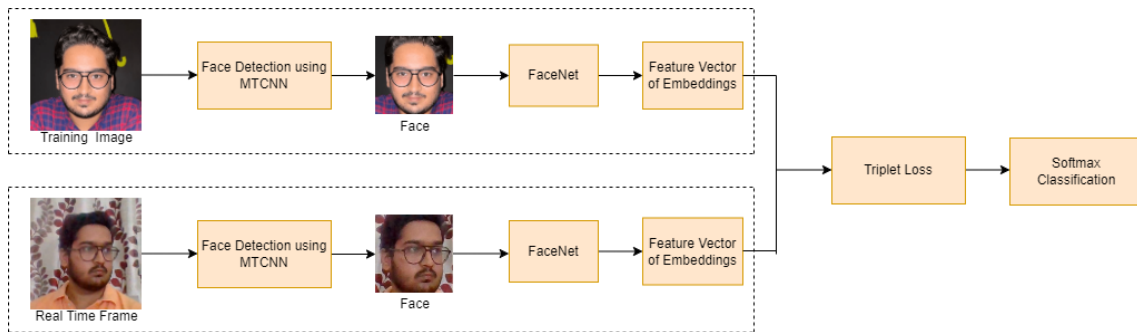 Face Detection using
MTCNN
FaceNet
Feature Vector
of Embeddings
Face
Training Image
Triplet Loss
Softmax
Classification
Face Detection using
MTCNN
FaceNet
Feature Vector
of Embeddings
Face
Real Time Frame